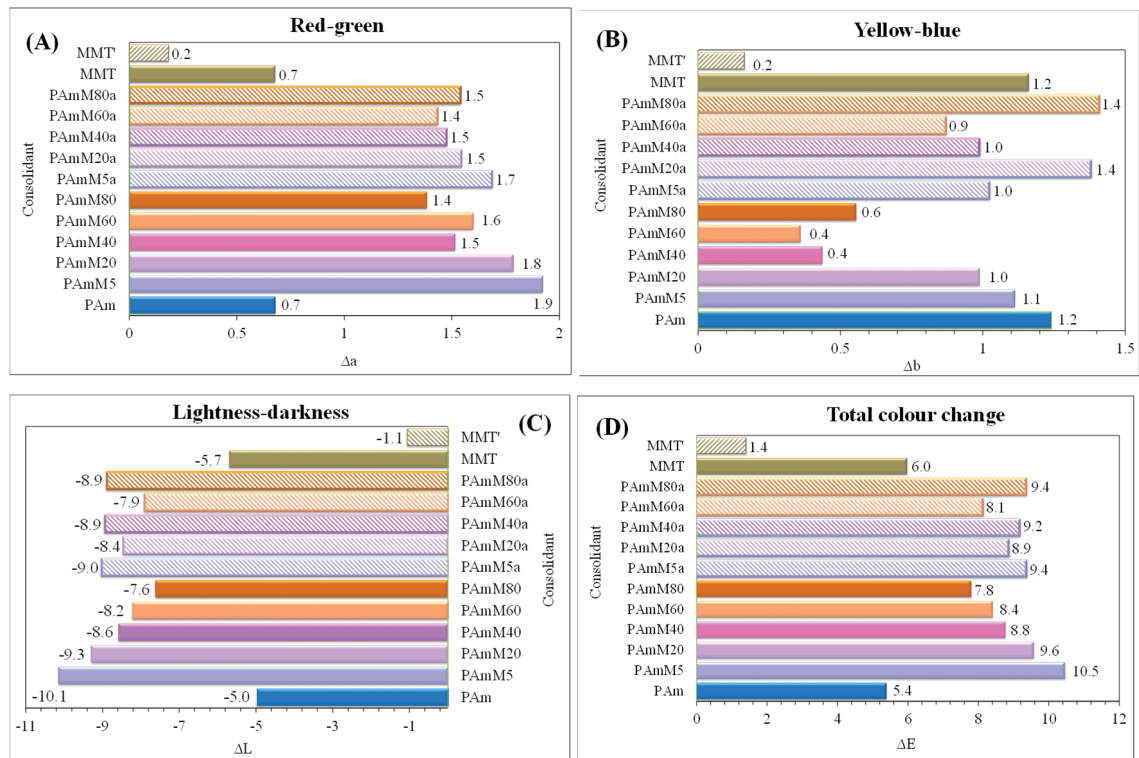 (A)
Red-green
MMT'
0.2
MMT
0.7
PAmM80a
1.5
PAmM60a
1.4
PAmM40a
1.5
PAmM20a
1.5
PAmM5a
1.7
PAmM80
1.4
PAmM60
1.6
PAmM40
1.5
PAmM20
1.8
PAmM5
1.9
PAm
0.7
Consolidant
0 0.5 1 1.5 2
Δa
(B)
Yellow-blue
MMT'
0.2
MMT
1.2
PAmM80a
1.4
PAmM60a
0.9
PAmM40a
1.0
PAmM20a
1.4
PAmM5a
1.0
PAmM80
0.6
PAmM60
0.4
PAmM40
0.4
PAmM20
1.0
PAmM5
1.1
PAm
1.2
Consolidant
0 0.5 1 1.5
Δb
Lightness-darkness
(C)
-1.1 MMT'
-5.7 MMT
-8.9 PAmM80a
-7.9 PAmM60a
-8.9 PAmM40a
-8.4 PAmM20a
-9.0 PAmM5a
-7.6 PAmM80
-8.2 PAmM60
-8.6 PAmM40
-9.3 PAmM20
-10.1 PAmM5
-5.0 PAm
Consolidant
-11 -9 -7 -5 -3 -1
ΔL
(D)
Total colour change
MMT'
1.4
MMT
6.0
PAmM80a
9.4
PAmM60a
8.1
PAmM40a
9.2
PAmM20a
8.9
PAmM5a
9.4
PAmM80
7.8
PAmM60
8.4
PAmM40
8.8
PAmM20
9.6
PAmM5
10.5
PAm
5.4
Consolidant
0 2 4 6 8 10 12
ΔE